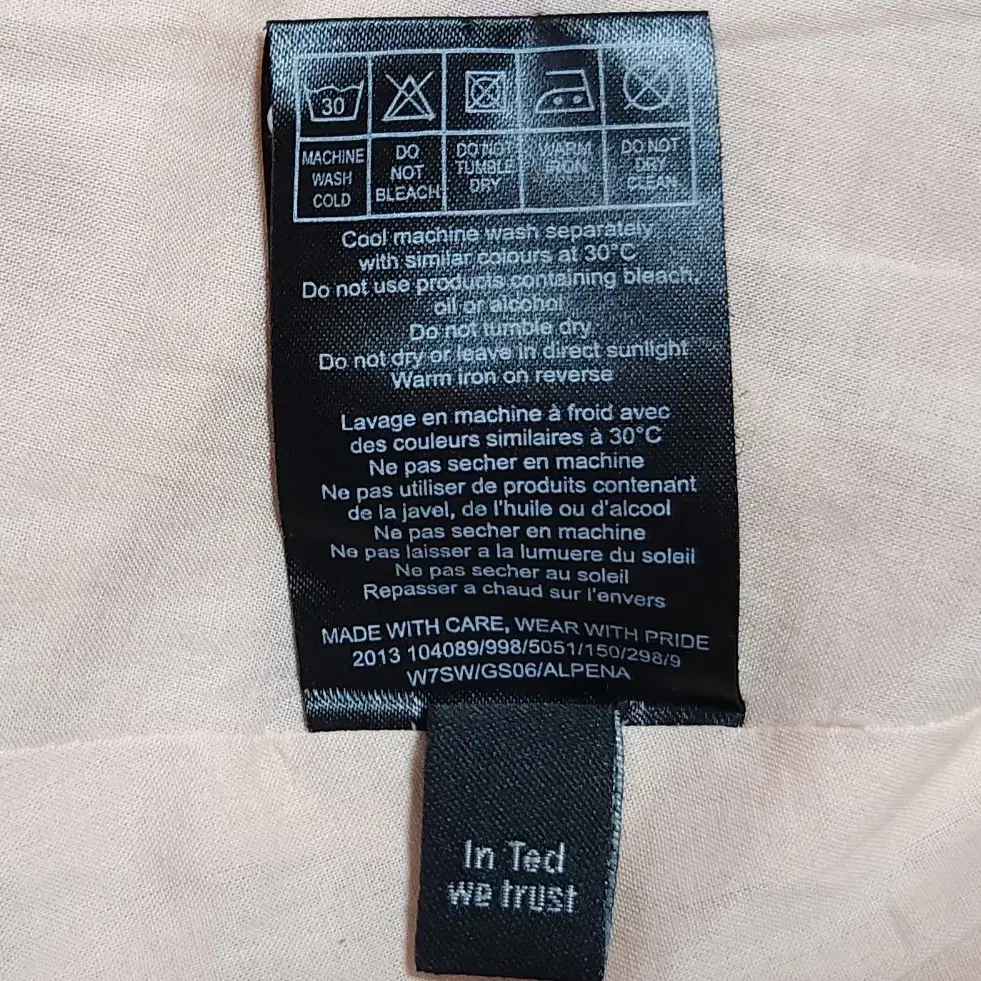 30
MACHINE WASH COLD
DO NOT BLEACH
DO NOT TUMBLE DRY
WARM IRON
DO NOT DRY CLEAN
Cool machine wash separately
with similar colours at 30°C
Do not use products containing bleach,
oil or alcohol
Do not tumble dry
Do not dry or leave in direct sunlight
Warm iron on reverse
Lavage en machine à froid avec
des couleurs similaires à 30°C
Ne pas secher en machine
Ne pas utiliser de produits contenant
de la javel, de l'huile ou d'alcool
Ne pas secher en machine
Ne pas laisser a la lumuere du soleil
Ne pas secher au soleil
Repasser a chaud sur l'envers
MADE WITH CARE, WEAR WITH PRIDE
2013 104089/998/5051/150/298/9
W7SW/GS06/ALPENA
In Ted
we trust